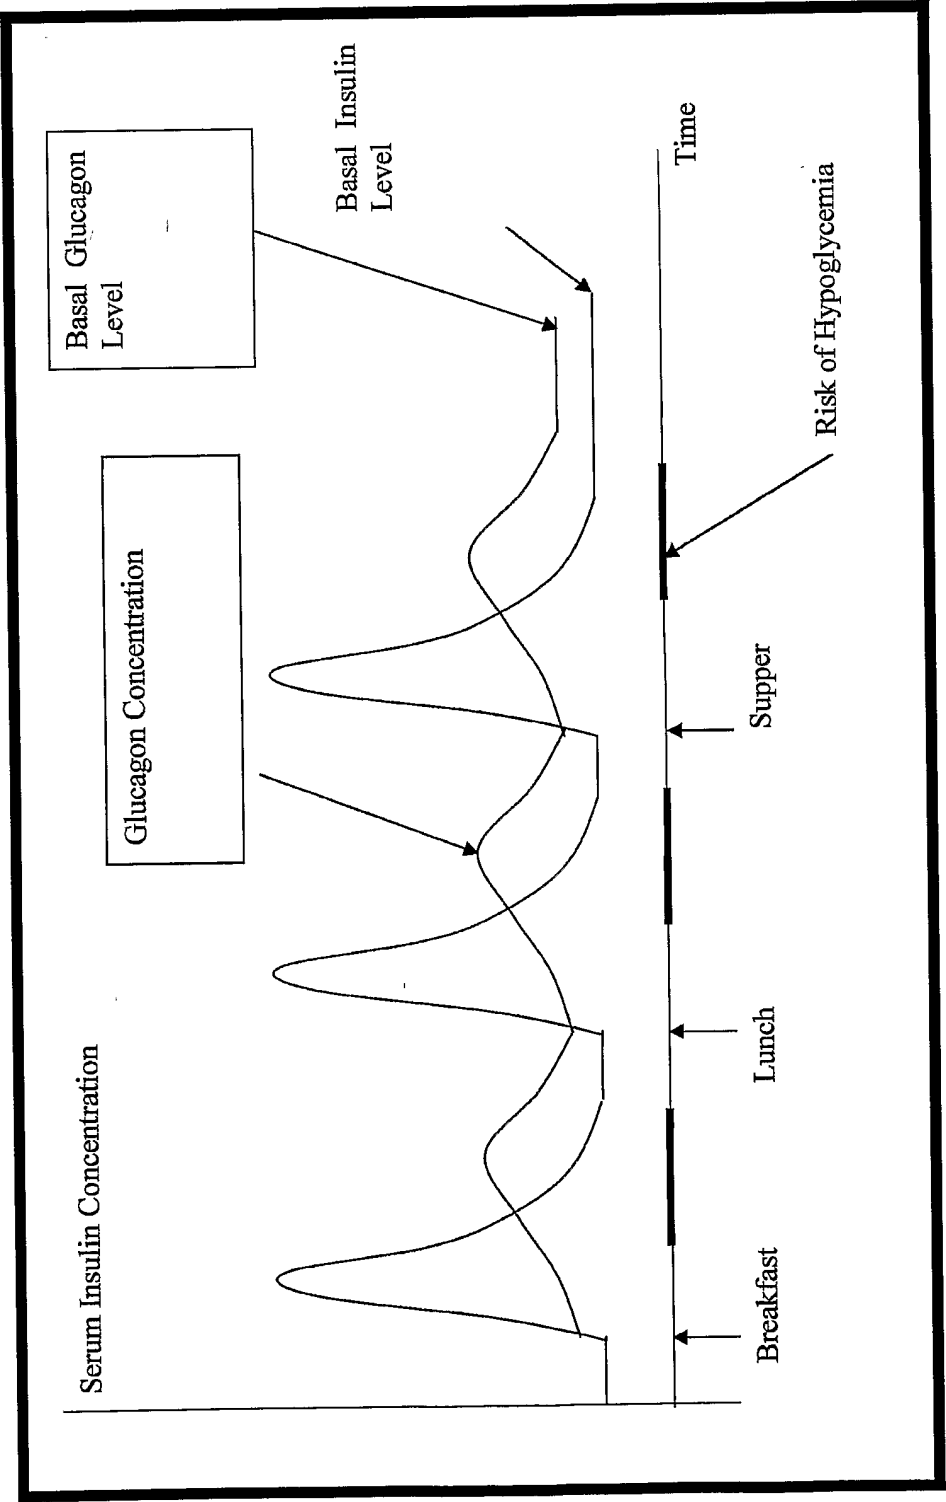 Serum Insulin Concentration
Glucagon Concentration
Basal Glucagon
Level
Basal Insulin
Level
Time
Breakfast
Lunch
Supper
Risk of Hypoglycemia